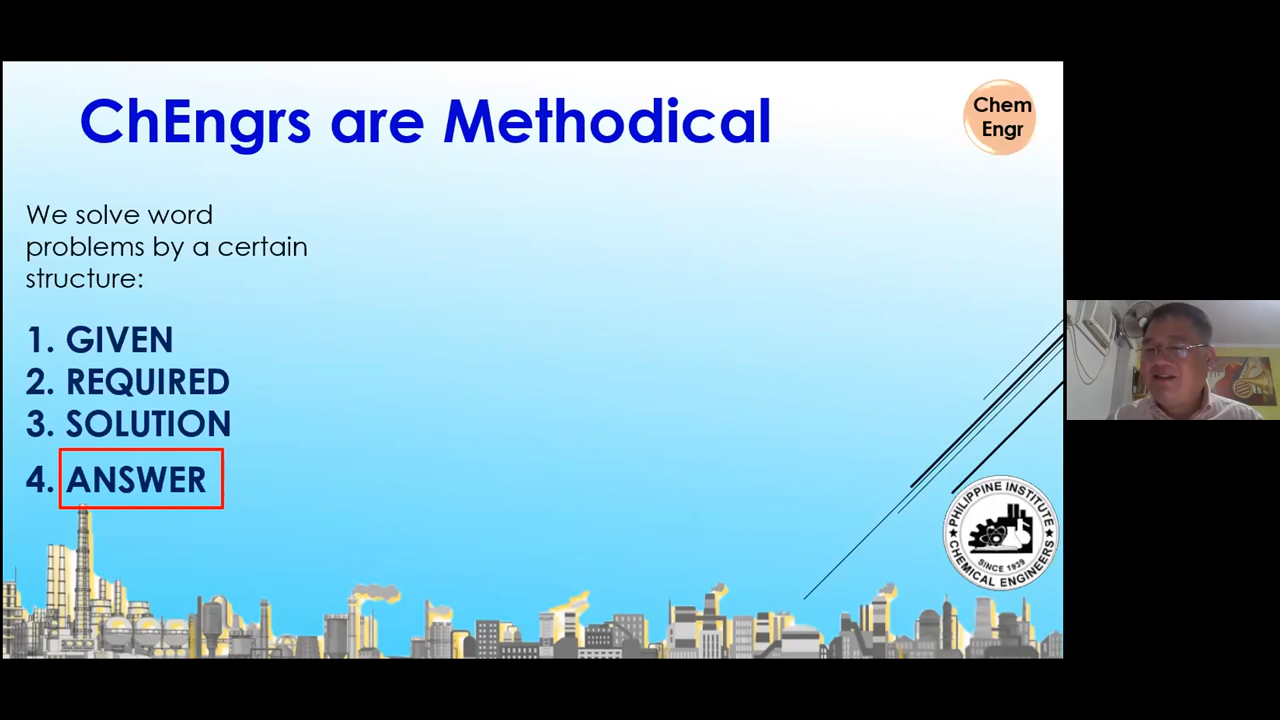 ChEngrs are Methodical
Chem
Engr
We solve word
problems by a certain
structure:
1. GIVEN
2. REQUIRED
3. SOLUTION
4. ANSWER
PHILIPPINE INSTITUTE
CHEMICAL ENGINEERS
SINCE 1939